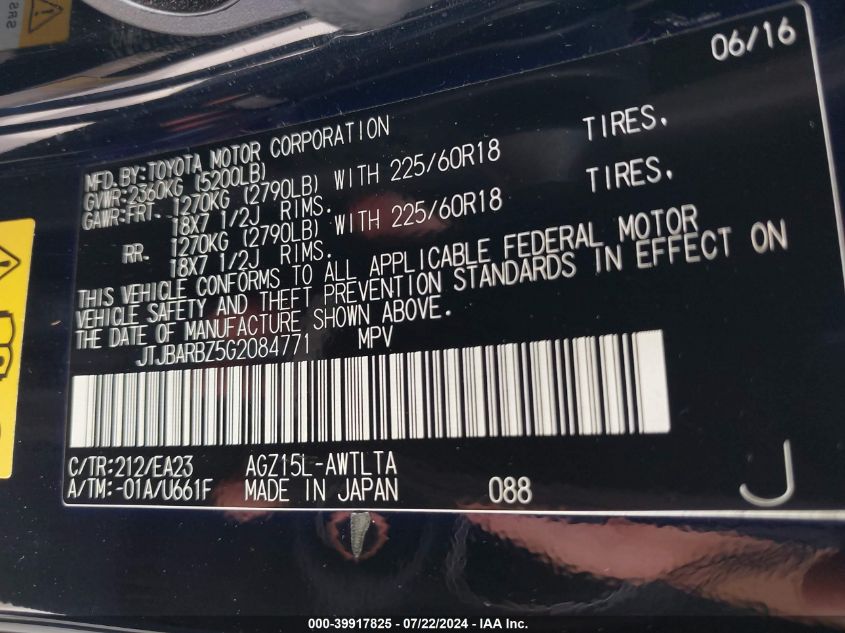 SRS
06/16
MFD. BY: TOYOTA MOTOR CORPORATION
GVWR: 2360KG (5200LB)
GAWR: FRT. 1270KG (2790LB) WITH 225/60R18 TIRES,
18X7 1/2J RIMS.
RR. 1270KG (2790LB) WITH 225/60R18 TIRES,
18X7 1/2J RIMS.
THIS VEHICLE CONFORMS TO ALL APPLICABLE FEDERAL MOTOR
VEHICLE SAFETY AND THEFT PREVENTION STANDARDS IN EFFECT ON
THE DATE OF MANUFACTURE SHOWN ABOVE.
JTJBARBZ5G2084771 MPV
C/TR:212/EA23 AGZ15L-AWTLTA
A/TM:-01A/U661F MADE IN JAPAN 088 J
000-39917825 - 07/22/2024 - IAA Inc.